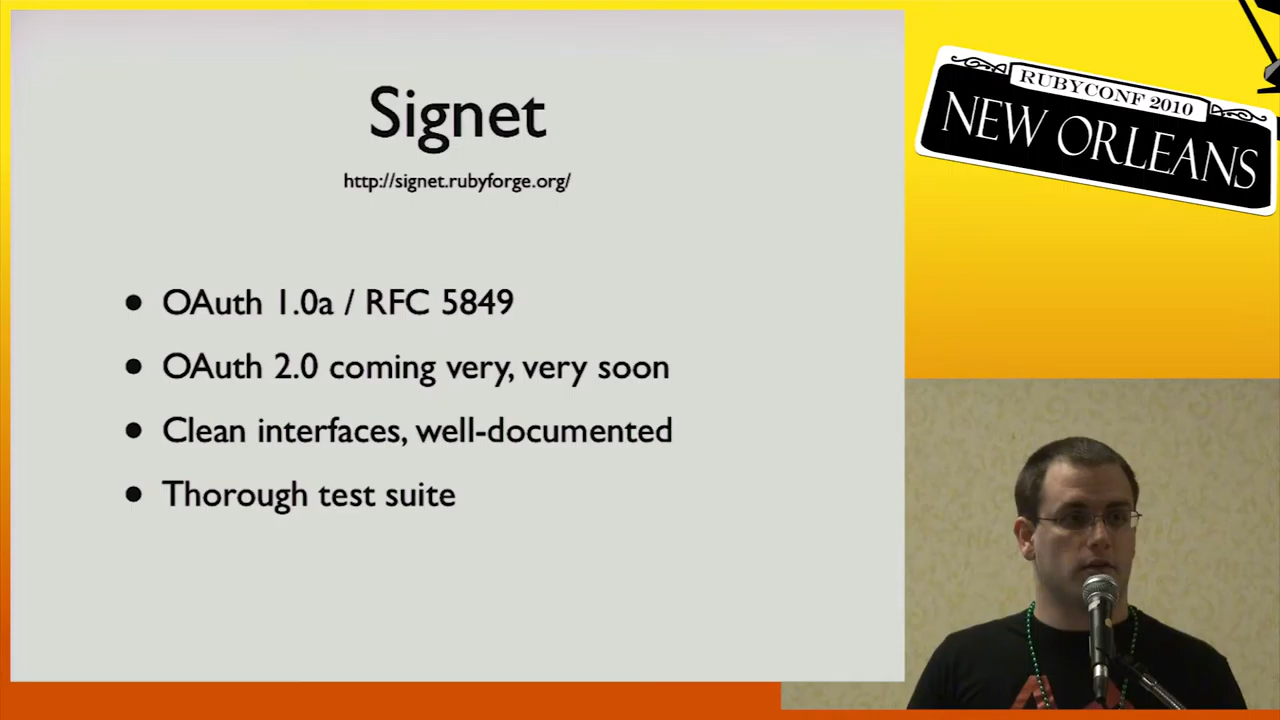 Signet
http://signet.rubyforge.org/
• OAuth 1.0a / RFC 5849
• OAuth 2.0 coming very, very soon
• Clean interfaces, well-documented
• Thorough test suite
RUBYCONF 2010
NEW ORLEANS